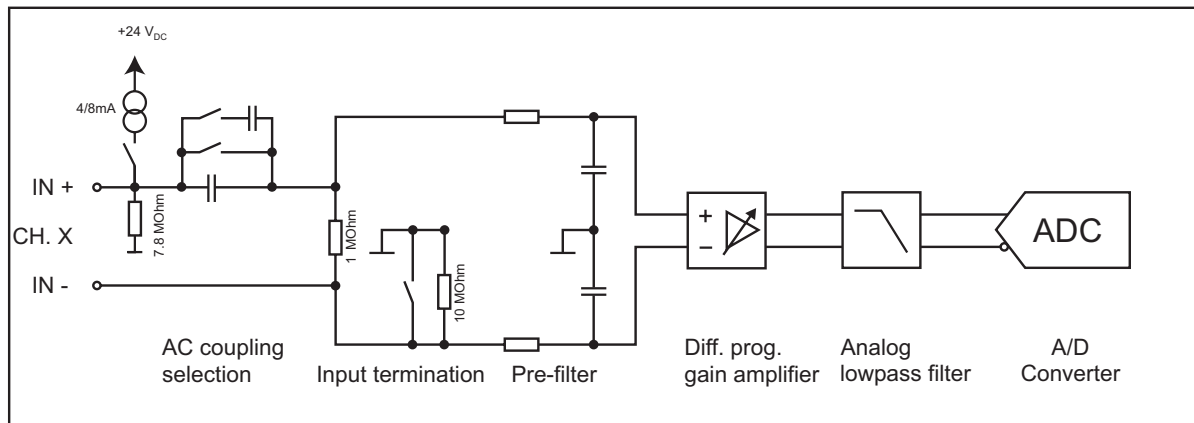 +24 VDC
4/8mA
IN +
7.8 MOhm
CH. X
IN -
1 MOhm
10 MOhm
+
−
ADC
AC coupling
selection
Input termination
Pre-filter
Diff. prog.
gain amplifier
Analog
lowpass filter
A/D
Converter